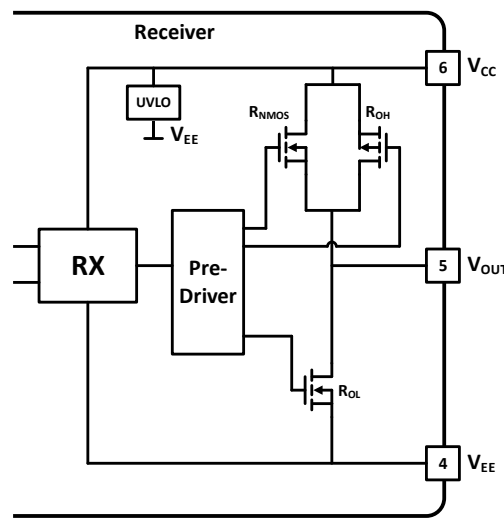 Receiver
6 VCC
UVLO
VEE
RNMOS ROH
RX
Pre-
Driver
5 VOUT
ROL
4 VEE